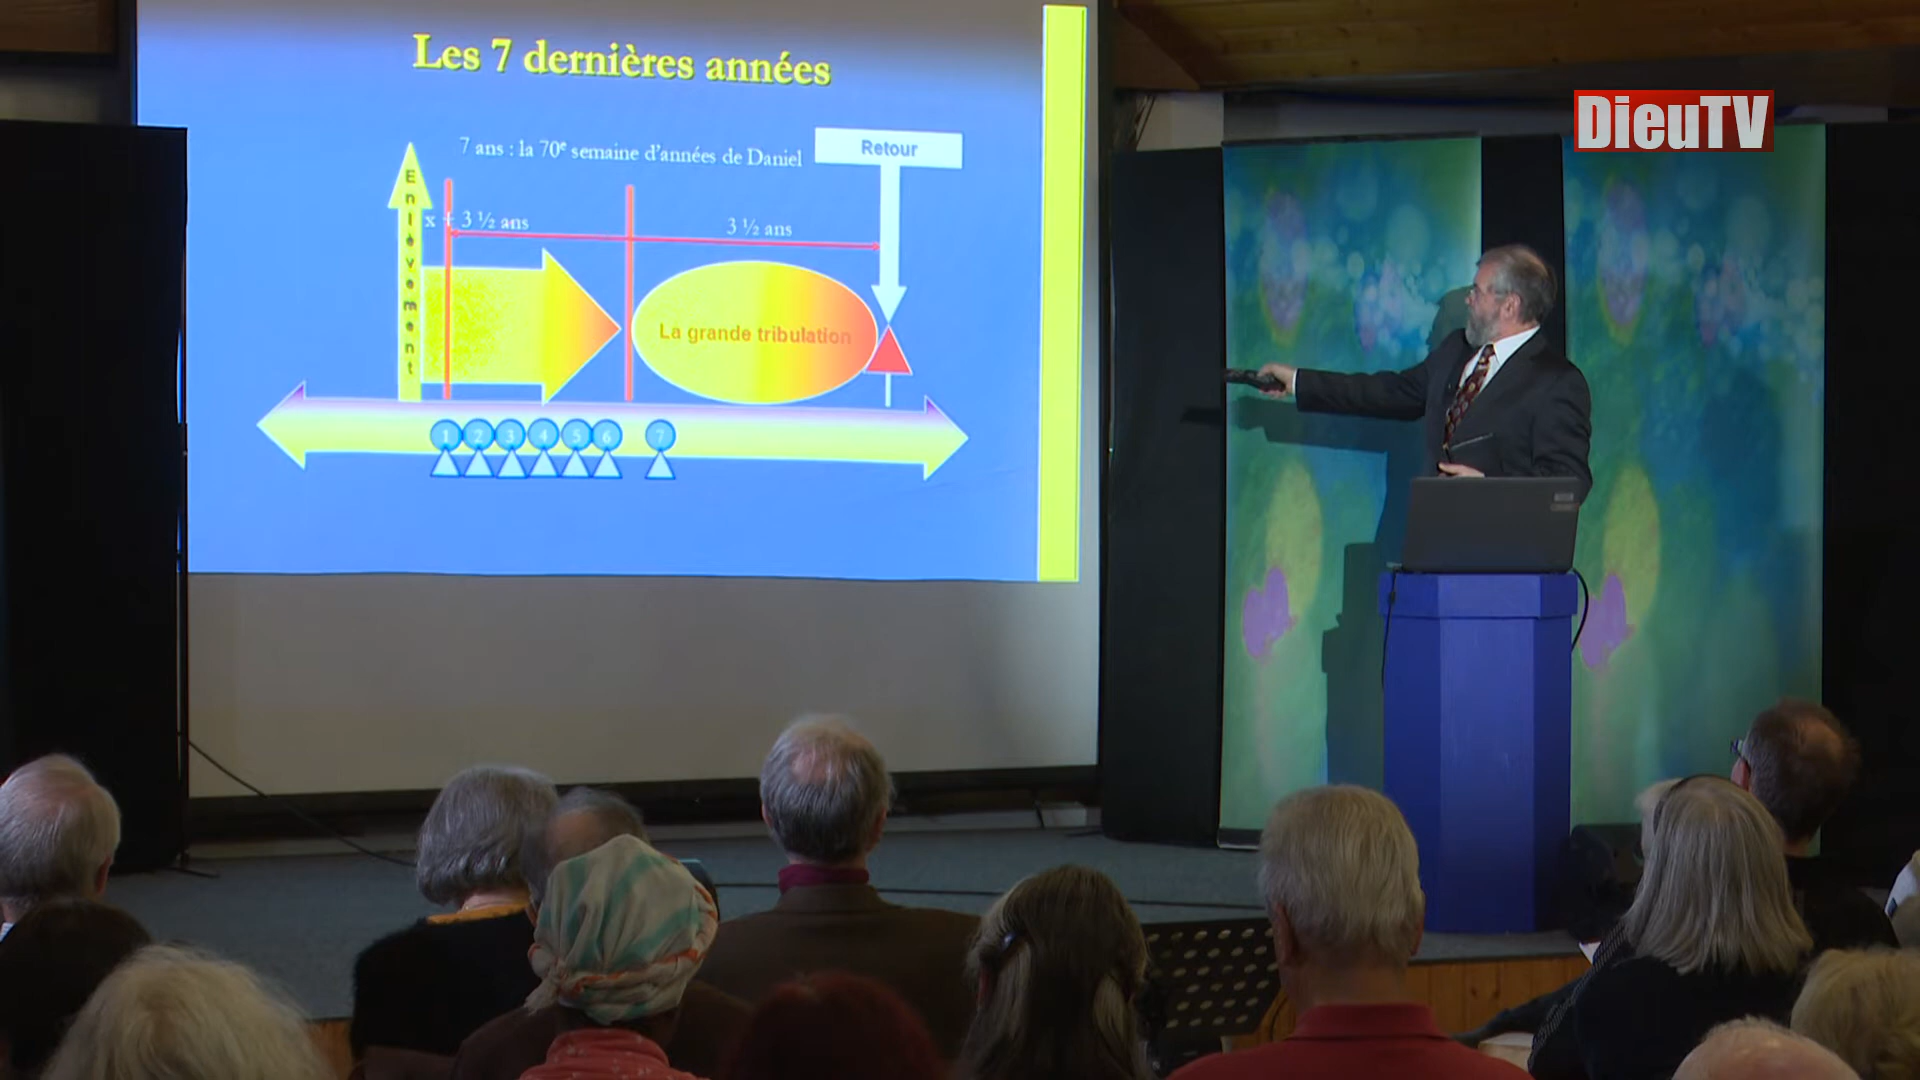 Les 7 dernières années
DieuTV
7 ans : la 70e semaine d'années de Daniel
Retour
Enlèvement
x + 3 ½ ans
3 ½ ans
La grande tribulation
1 2 3 4 5 6 7